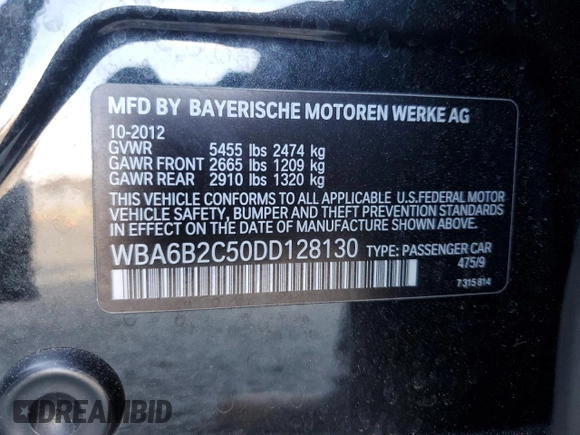 MFD BY BAYERISCHE MOTOREN WERKE AG
10-2012
GVWR 5455 lbs 2474 kg
GAWR FRONT 2665 lbs 1209 kg
GAWR REAR 2910 lbs 1320 kg
THIS VEHICLE CONFORMS TO ALL APPLICABLE U.S.FEDERAL MOTOR
VEHICLE SAFETY, BUMPER AND THEFT PREVENTION STANDARDS
IN EFFECT ON THE DATE OF MANUFACTURE SHOWN ABOVE.
WBA6B2C50DD128130 TYPE: PASSENGER CAR
475/9
7 315 814
DREAMBID